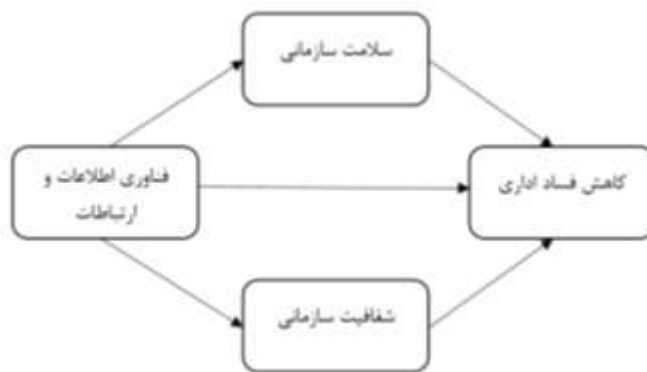 سلامت سازمانی
فناوری اطلاعات و
ارتباطات
کاهش فساد اداری
شفافیت سازمانی